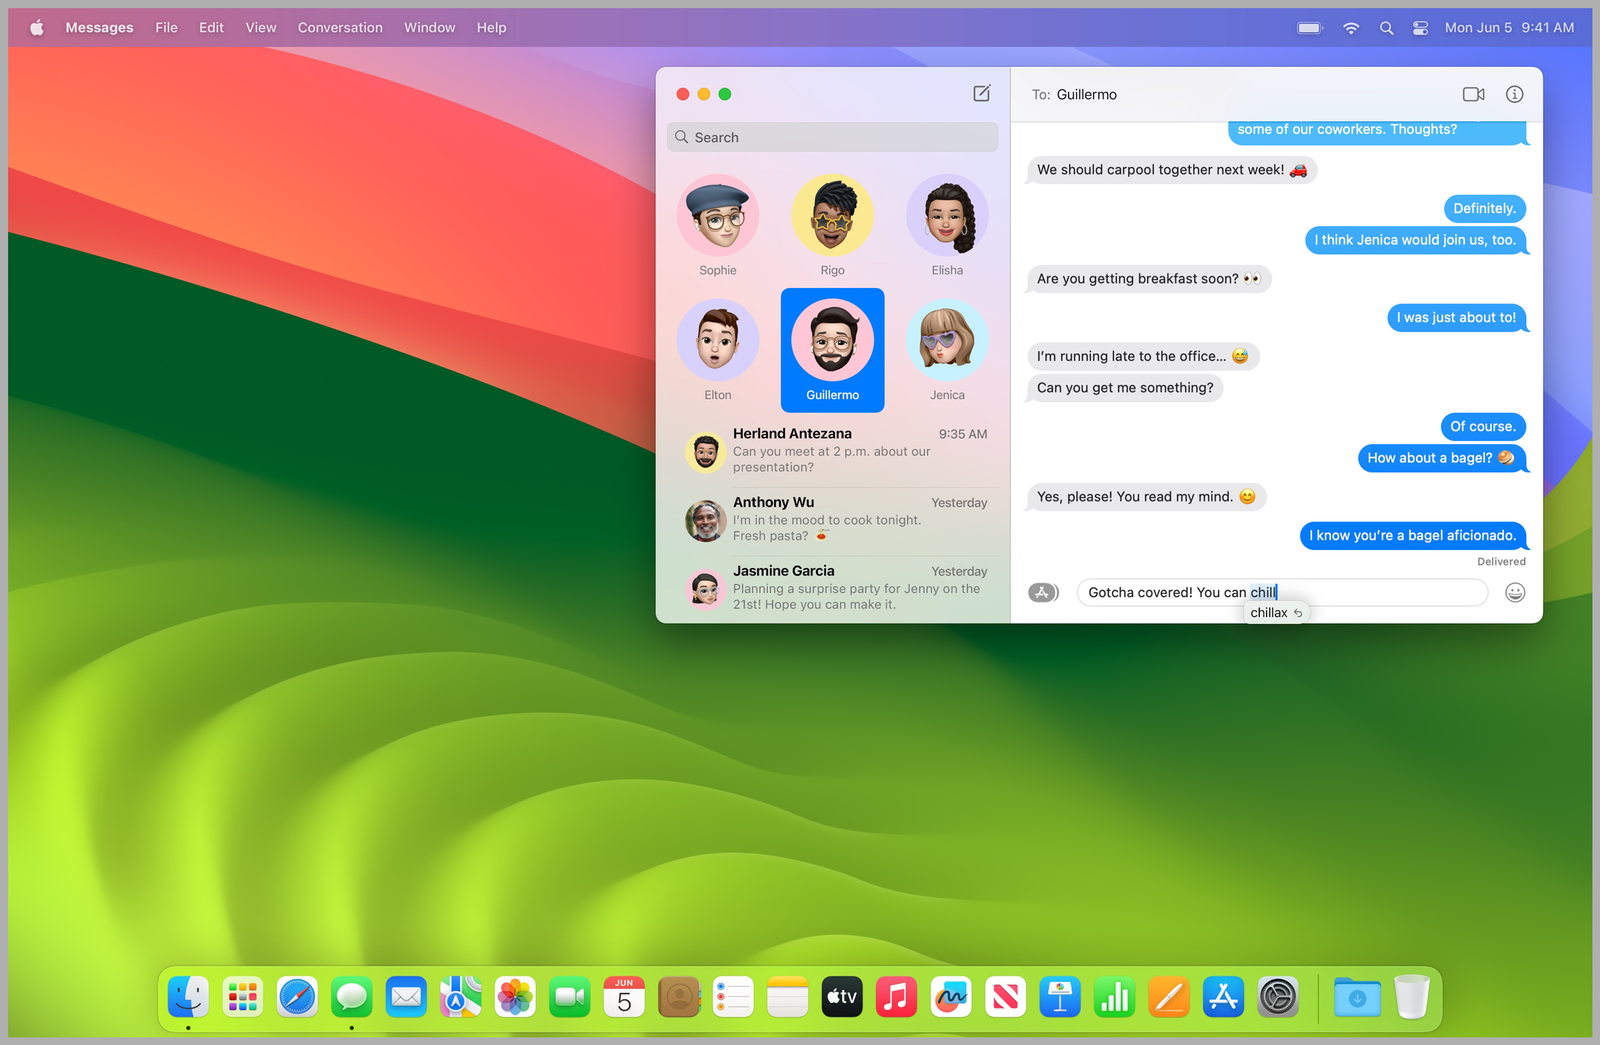 Messages File Edit View Conversation Window Help Mon Jun 5 9:41 AM
Search
Sophie Rigo Elisha
Elton Guillermo Jenica
Herland Antezana 9:35 AM
Can you meet at 2 p.m. about our
presentation?
Anthony Wu Yesterday
I'm in the mood to cook tonight.
Fresh pasta?
Jasmine Garcia Yesterday
Planning a surprise party for Jenny on the
21st! Hope you can make it.
To: Guillermo
some of our coworkers. Thoughts?
We should carpool together next week! 🚗
Definitely.
I think Jenica would join us, too.
Are you getting breakfast soon? 👀
I was just about to!
I'm running late to the office... 😅
Can you get me something?
Of course.
How about a bagel? 🥯
Yes, please! You read my mind. 😊
I know you're a bagel aficionado.
Delivered
Gotcha covered! You can chill
chillax
JUN
5
tv